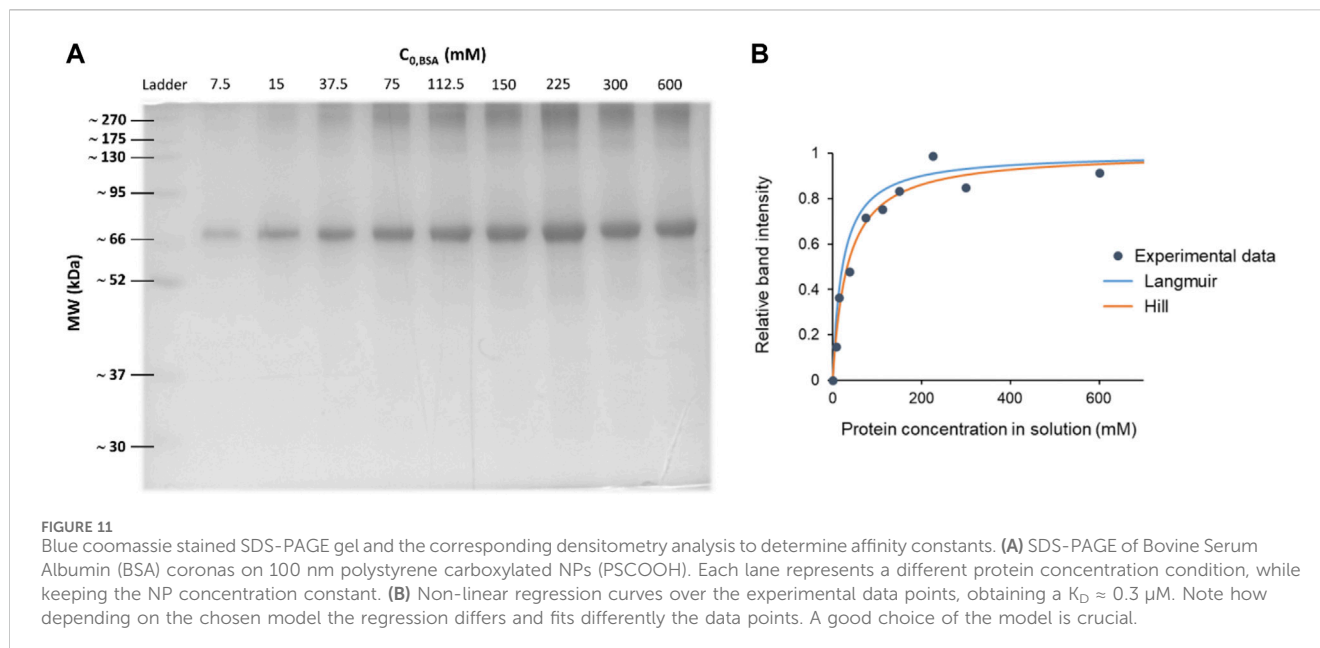 A
C0,BSA (mM)
Ladder 7.5 15 37.5 75 112.5 150 225 300 600
~ 270
~ 175
~ 130
~ 95
~ 66
~ 52
~ 37
~ 30
MW (kDa)
B
1
0.8
0.6
0.4
0.2
0
0 200 400 600
Relative band intensity
Protein concentration in solution (mM)
Experimental data
Langmuir
Hill
FIGURE 11
Blue coomassie stained SDS-PAGE gel and the corresponding densitometry analysis to determine affinity constants. (A) SDS-PAGE of Bovine Serum
Albumin (BSA) coronas on 100 nm polystyrene carboxylated NPs (PSCOOH). Each lane represents a different protein concentration condition, while
keeping the NP concentration constant. (B) Non-linear regression curves over the experimental data points, obtaining a KD ≈ 0.3 µM. Note how
depending on the chosen model the regression differs and fits differently the data points. A good choice of the model is crucial.